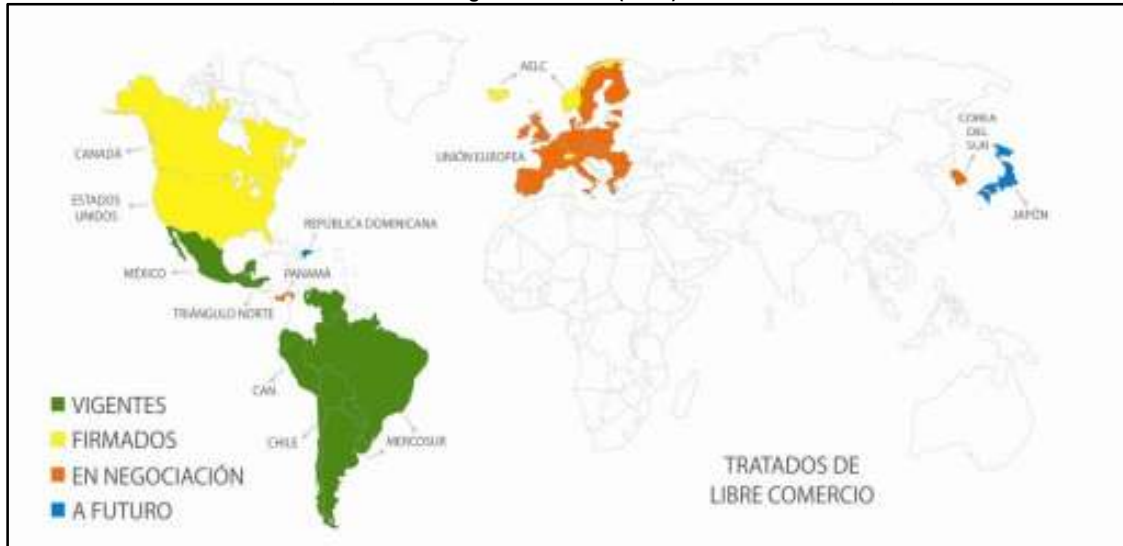 AELC
COREA
DEL
SUR
CANADÁ
UNIÓN EUROPEA
ESTADOS
UNIDOS
REPÚBLICA DOMINICANA
JAPÓN
MÉXICO
PANAMÁ
TRIÁNGULO NORTE
CAN
CHILE
MERCOSUR
VIGENTES
FIRMADOS
EN NEGOCIACIÓN
A FUTURO
TRATADOS DE
LIBRE COMERCIO